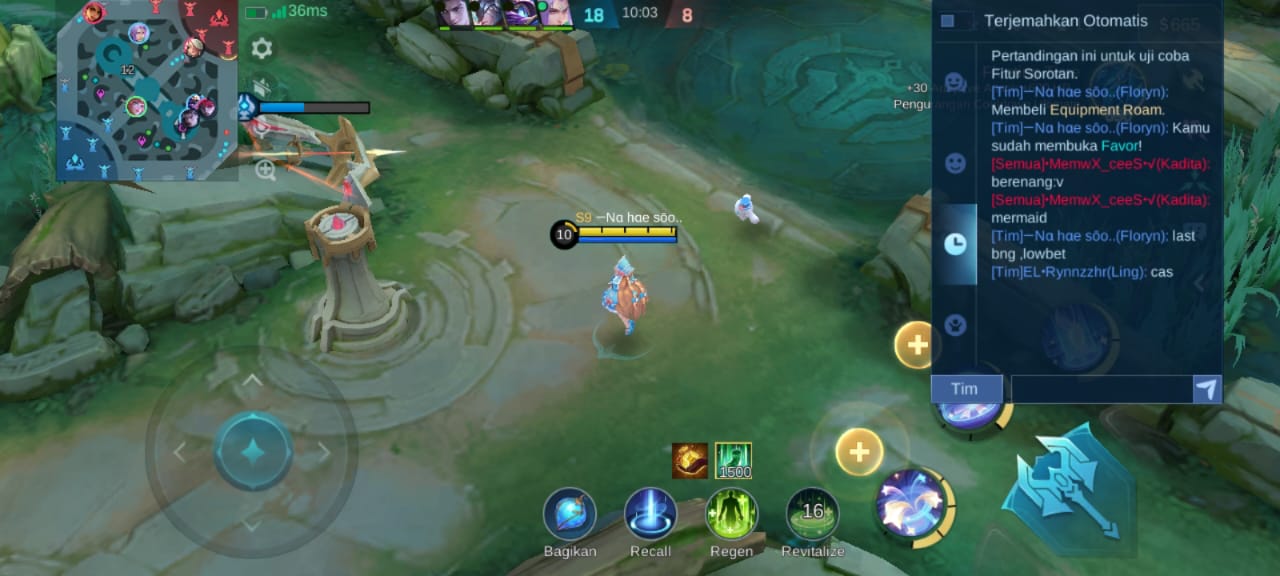 36ms
18 10:03 8
12
Terjemahkan Otomatis
$665
Pertandingan ini untuk uji coba
Fitur Sorotan.
[Tim]—Nα hαe sōo..(Floryn):
Membeli Equipment Roam.
[Tim]—Nα hαe sōo..(Floryn): Kamu
sudah membuka Favor!
[Semua]•MemwX_ceeS•√(Kadita):
berenang:v
[Semua]•MemwX_ceeS•√(Kadita):
mermaid
[Tim]—Nα hαe sōo..(Floryn): last
bng ,lowbet
[Tim]EL•Rynnzzhr(Ling): cas
+30
S9 —Nα hαe sōo..
10
Tim
1500
16
Bagikan
Recall
Regen
Revitalize